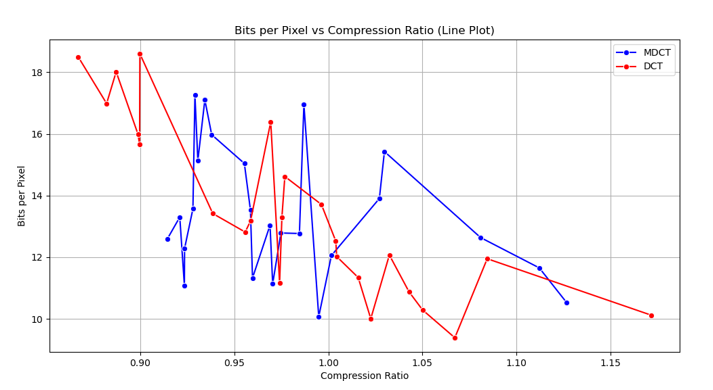 Bits per Pixel vs Compression Ratio (Line Plot)
MDCT
DCT
Bits per Pixel
18
16
14
12
10
0.90 0.95 1.00 1.05 1.10 1.15
Compression Ratio